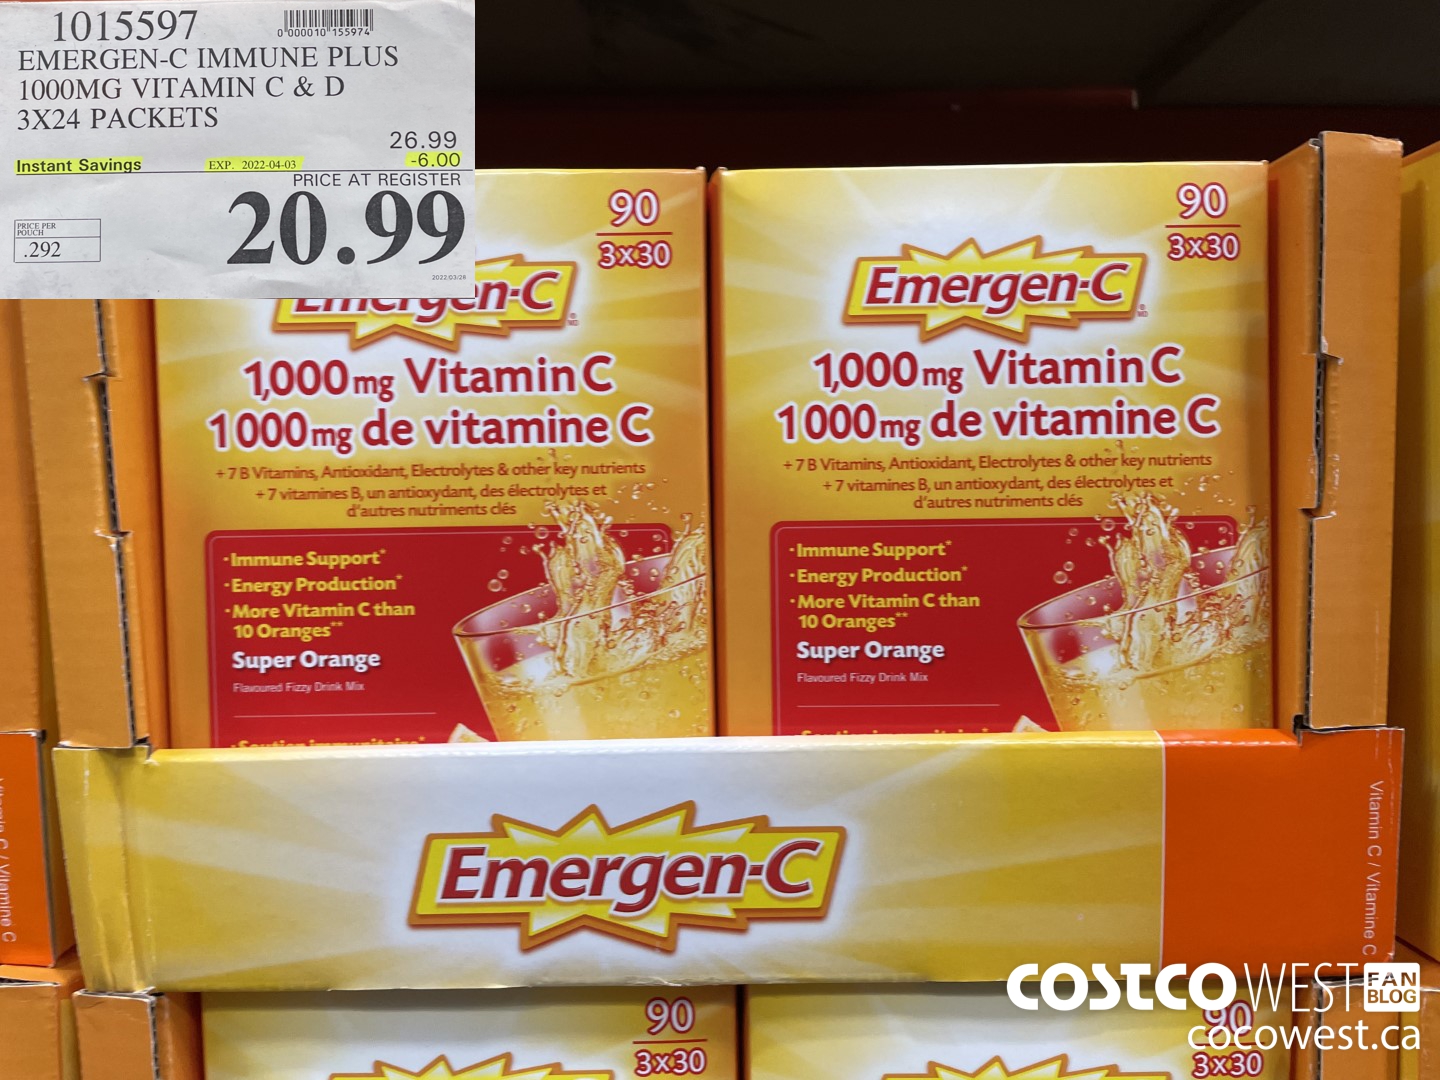 1015597
0"000010"155974"
EMERGEN-C IMMUNE PLUS
1000MG VITAMIN C & D
3X24 PACKETS
26.99
Instant Savings EXP. 2022-04-03 -6.00
PRICE AT REGISTER
20.99
PRICE PER
POUCH
.292
2022/03/28
90
3x30
Emergen-C
1,000mg Vitamin C
1000mg de vitamine C
+ 7 B Vitamins, Antioxidant, Electrolytes & other key nutrients
+ 7 vitamines B, un antioxydant, des électrolytes et
d'autres nutriments clés
· Immune Support*
· Energy Production*
· More Vitamin C than
10 Oranges**
Super Orange
Flavoured Fizzy Drink Mix
90
3x30
Emergen-C
MD
1,000mg Vitamin C
1000mg de vitamine C
+ 7 B Vitamins, Antioxidant, Electrolytes & other key nutrients
+ 7 vitamines B, un antioxydant, des électrolytes et
d'autres nutriments clés
· Immune Support*
· Energy Production*
· More Vitamin C than
10 Oranges**
Super Orange
Flavoured Fizzy Drink Mix
Emergen-C
Vitamin C / Vitamine C
Vitamin C / Vitamine C
90
3x30
90
3x30
COSTCO WEST FAN BLOG
cocowest.ca